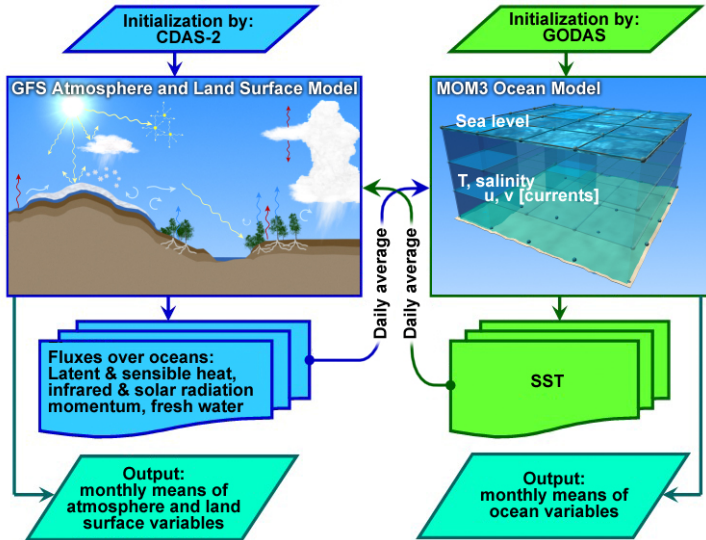 Initialization by:
CDAS-2
Initialization by:
GODAS
GFS Atmosphere and Land Surface Model
MOM3 Ocean Model
Sea level
T, salinity
u, v [currents]
Daily average
Daily average
Fluxes over oceans:
Latent & sensible heat,
infrared & solar radiation
momentum, fresh water
SST
Output:
monthly means of
atmosphere and land
surface variables
Output:
monthly means of
ocean variables